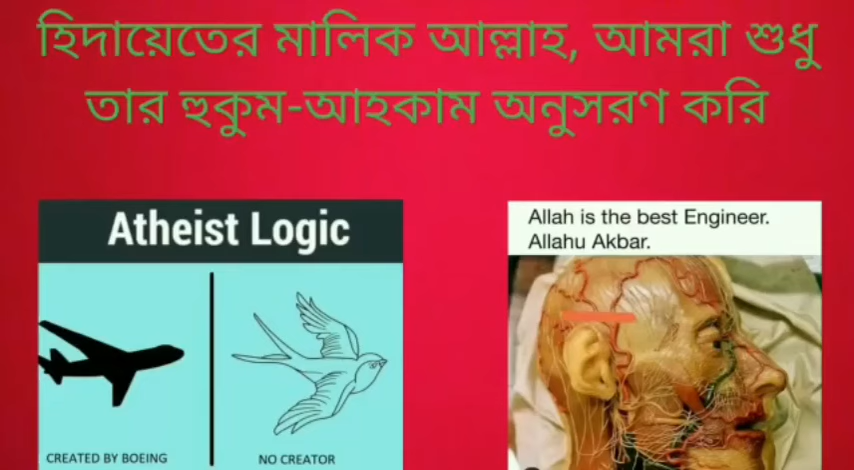 হিদায়েতের মালিক আল্লাহ, আমরা শুধু
তার হুকুম-আহকাম অনুসরণ করি
Atheist Logic
CREATED BY BOEING
NO CREATOR
Allah is the best Engineer.
Allahu Akbar.